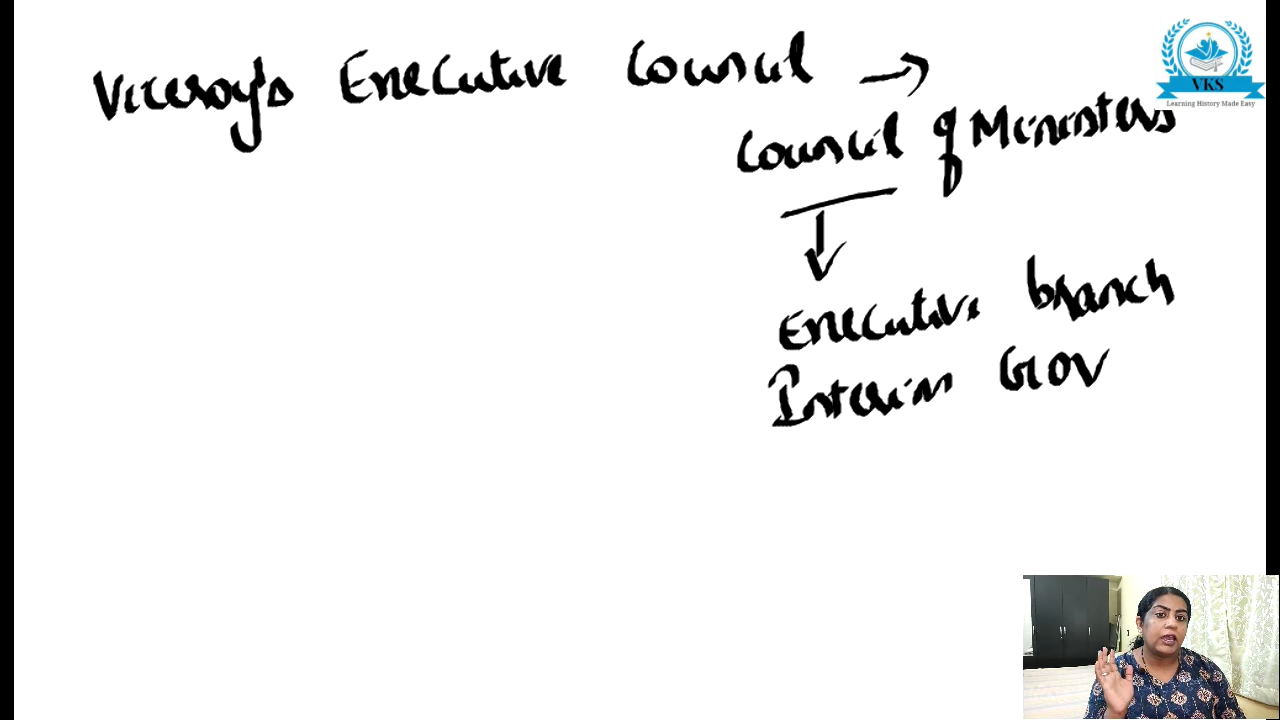 Viceroy's Executive Council →
Council of Ministers
Executive branch
Interim Gov
VKS
Learning History Made Easy